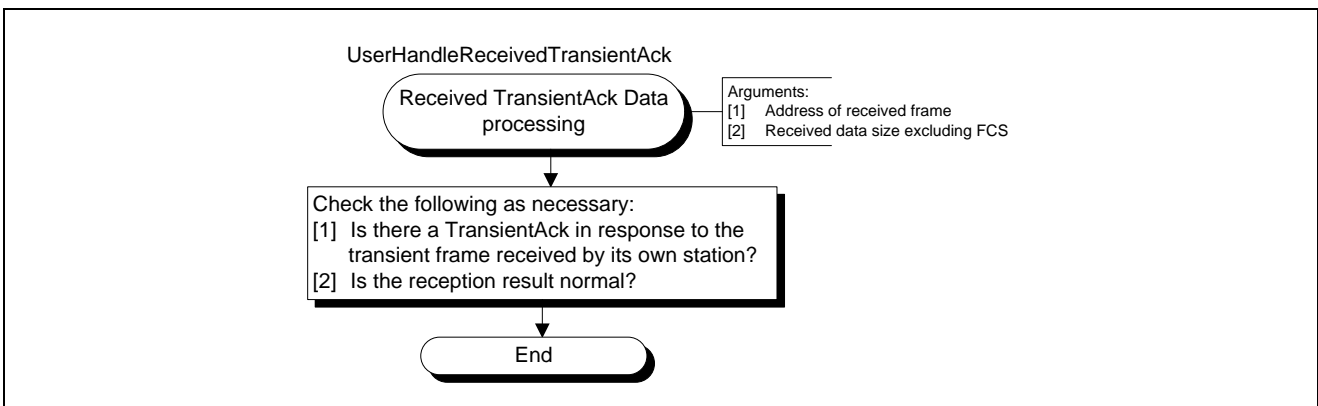 UserHandleReceivedTransientAck
Received TransientAck Data
processing
Arguments:
[1] Address of received frame
[2] Received data size excluding FCS
Check the following as necessary:
[1] Is there a TransientAck in response to the
transient frame received by its own station?
[2] Is the reception result normal?
End